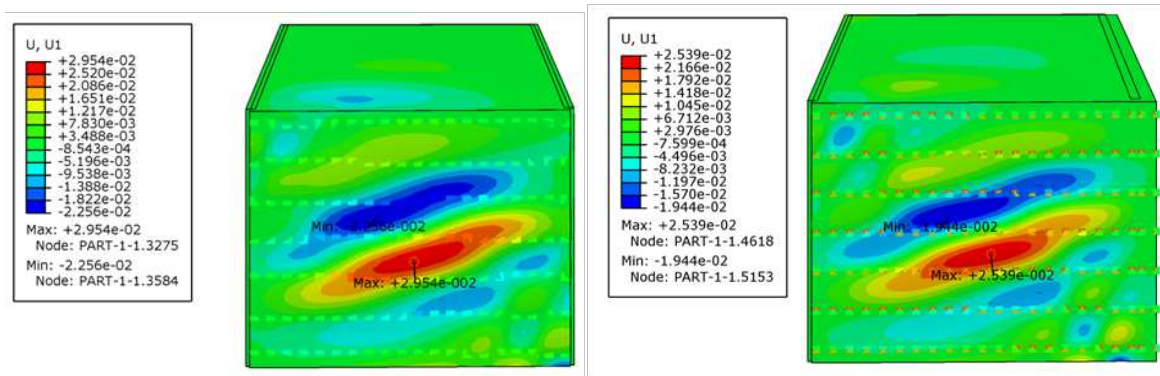 U, U1
+2.954e-02
+2.520e-02
+2.086e-02
+1.651e-02
+1.217e-02
+7.830e-03
+3.488e-03
-8.543e-04
-5.196e-03
-9.538e-03
-1.388e-02
-1.822e-02
-2.256e-02
Max: +2.954e-02
Node: PART-1-1.3275
Min: -2.256e-02
Node: PART-1-1.3584
Min: -2.256e-002
Max: +2.954e-002
U, U1
+2.539e-02
+2.166e-02
+1.792e-02
+1.418e-02
+1.045e-02
+6.712e-03
+2.976e-03
-7.599e-04
-4.496e-03
-8.232e-03
-1.197e-02
-1.570e-02
-1.944e-02
Max: +2.539e-02
Node: PART-1-1.4618
Min: -1.944e-02
Node: PART-1-1.5153
Min: -1.944e-002
Max: +2.539e-002